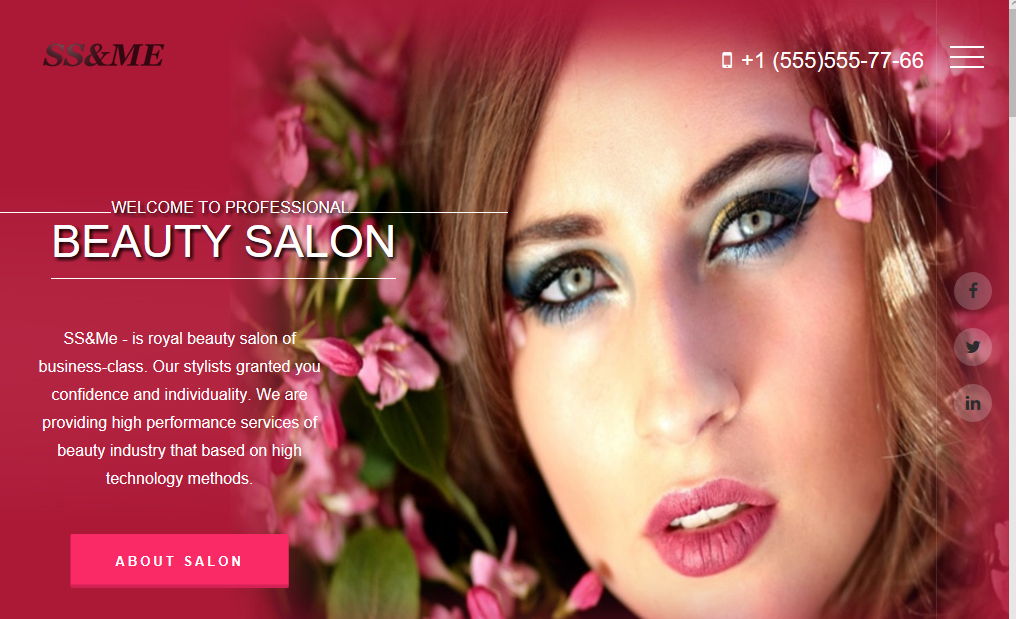 SS&ME
+1 (555)555-77-66
WELCOME TO PROFESSIONAL
BEAUTY SALON
SS&Me - is royal beauty salon of
business-class. Our stylists granted you
confidence and individuality. We are
providing high performance services of
beauty industry that based on high
technology methods.
ABOUT SALON